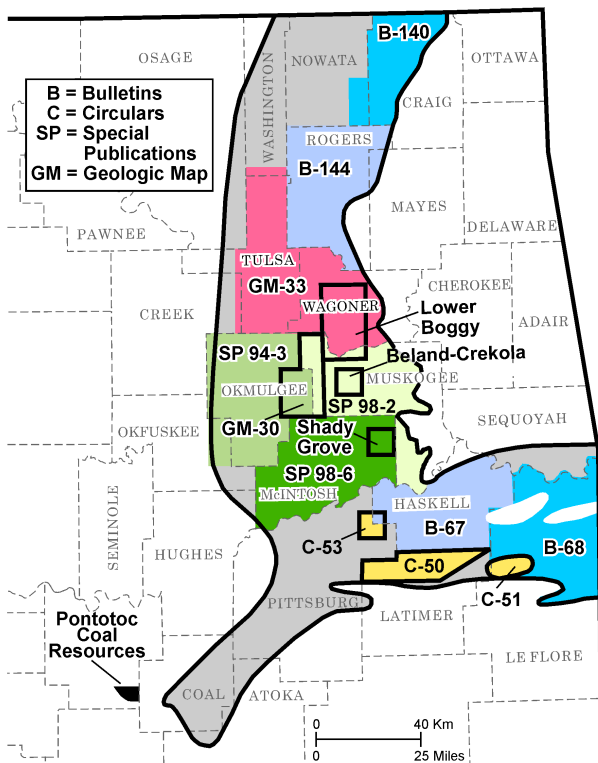 B-140
OSAGE
NOWATA
OTTAWA
B = Bulletins
C = Circulars
SP = Special
Publications
GM = Geologic Map
WASHINGTON
CRAIG
ROGERS
B-144
MAYES
PAWNEE
DELAWARE
TULSA
GM-33
CHEROKEE
WAGONER
CREEK
Lower
Boggy
ADAIR
SP 94-3
Beland-Crekola
OKMULGEE
MUSKOGEE
SP 98-2
GM-30
Shady
Grove
SEQUOYAH
OKFUSKEE
SP 98-6
McINTOSH
HASKELL
SEMINOLE
B-67
C-53
B-68
HUGHES
C-50
C-51
PITTSBURG
LATIMER
Pontotoc
Coal
Resources
LE FLORE
COAL
ATOKA
0 40 Km
0 25 Miles